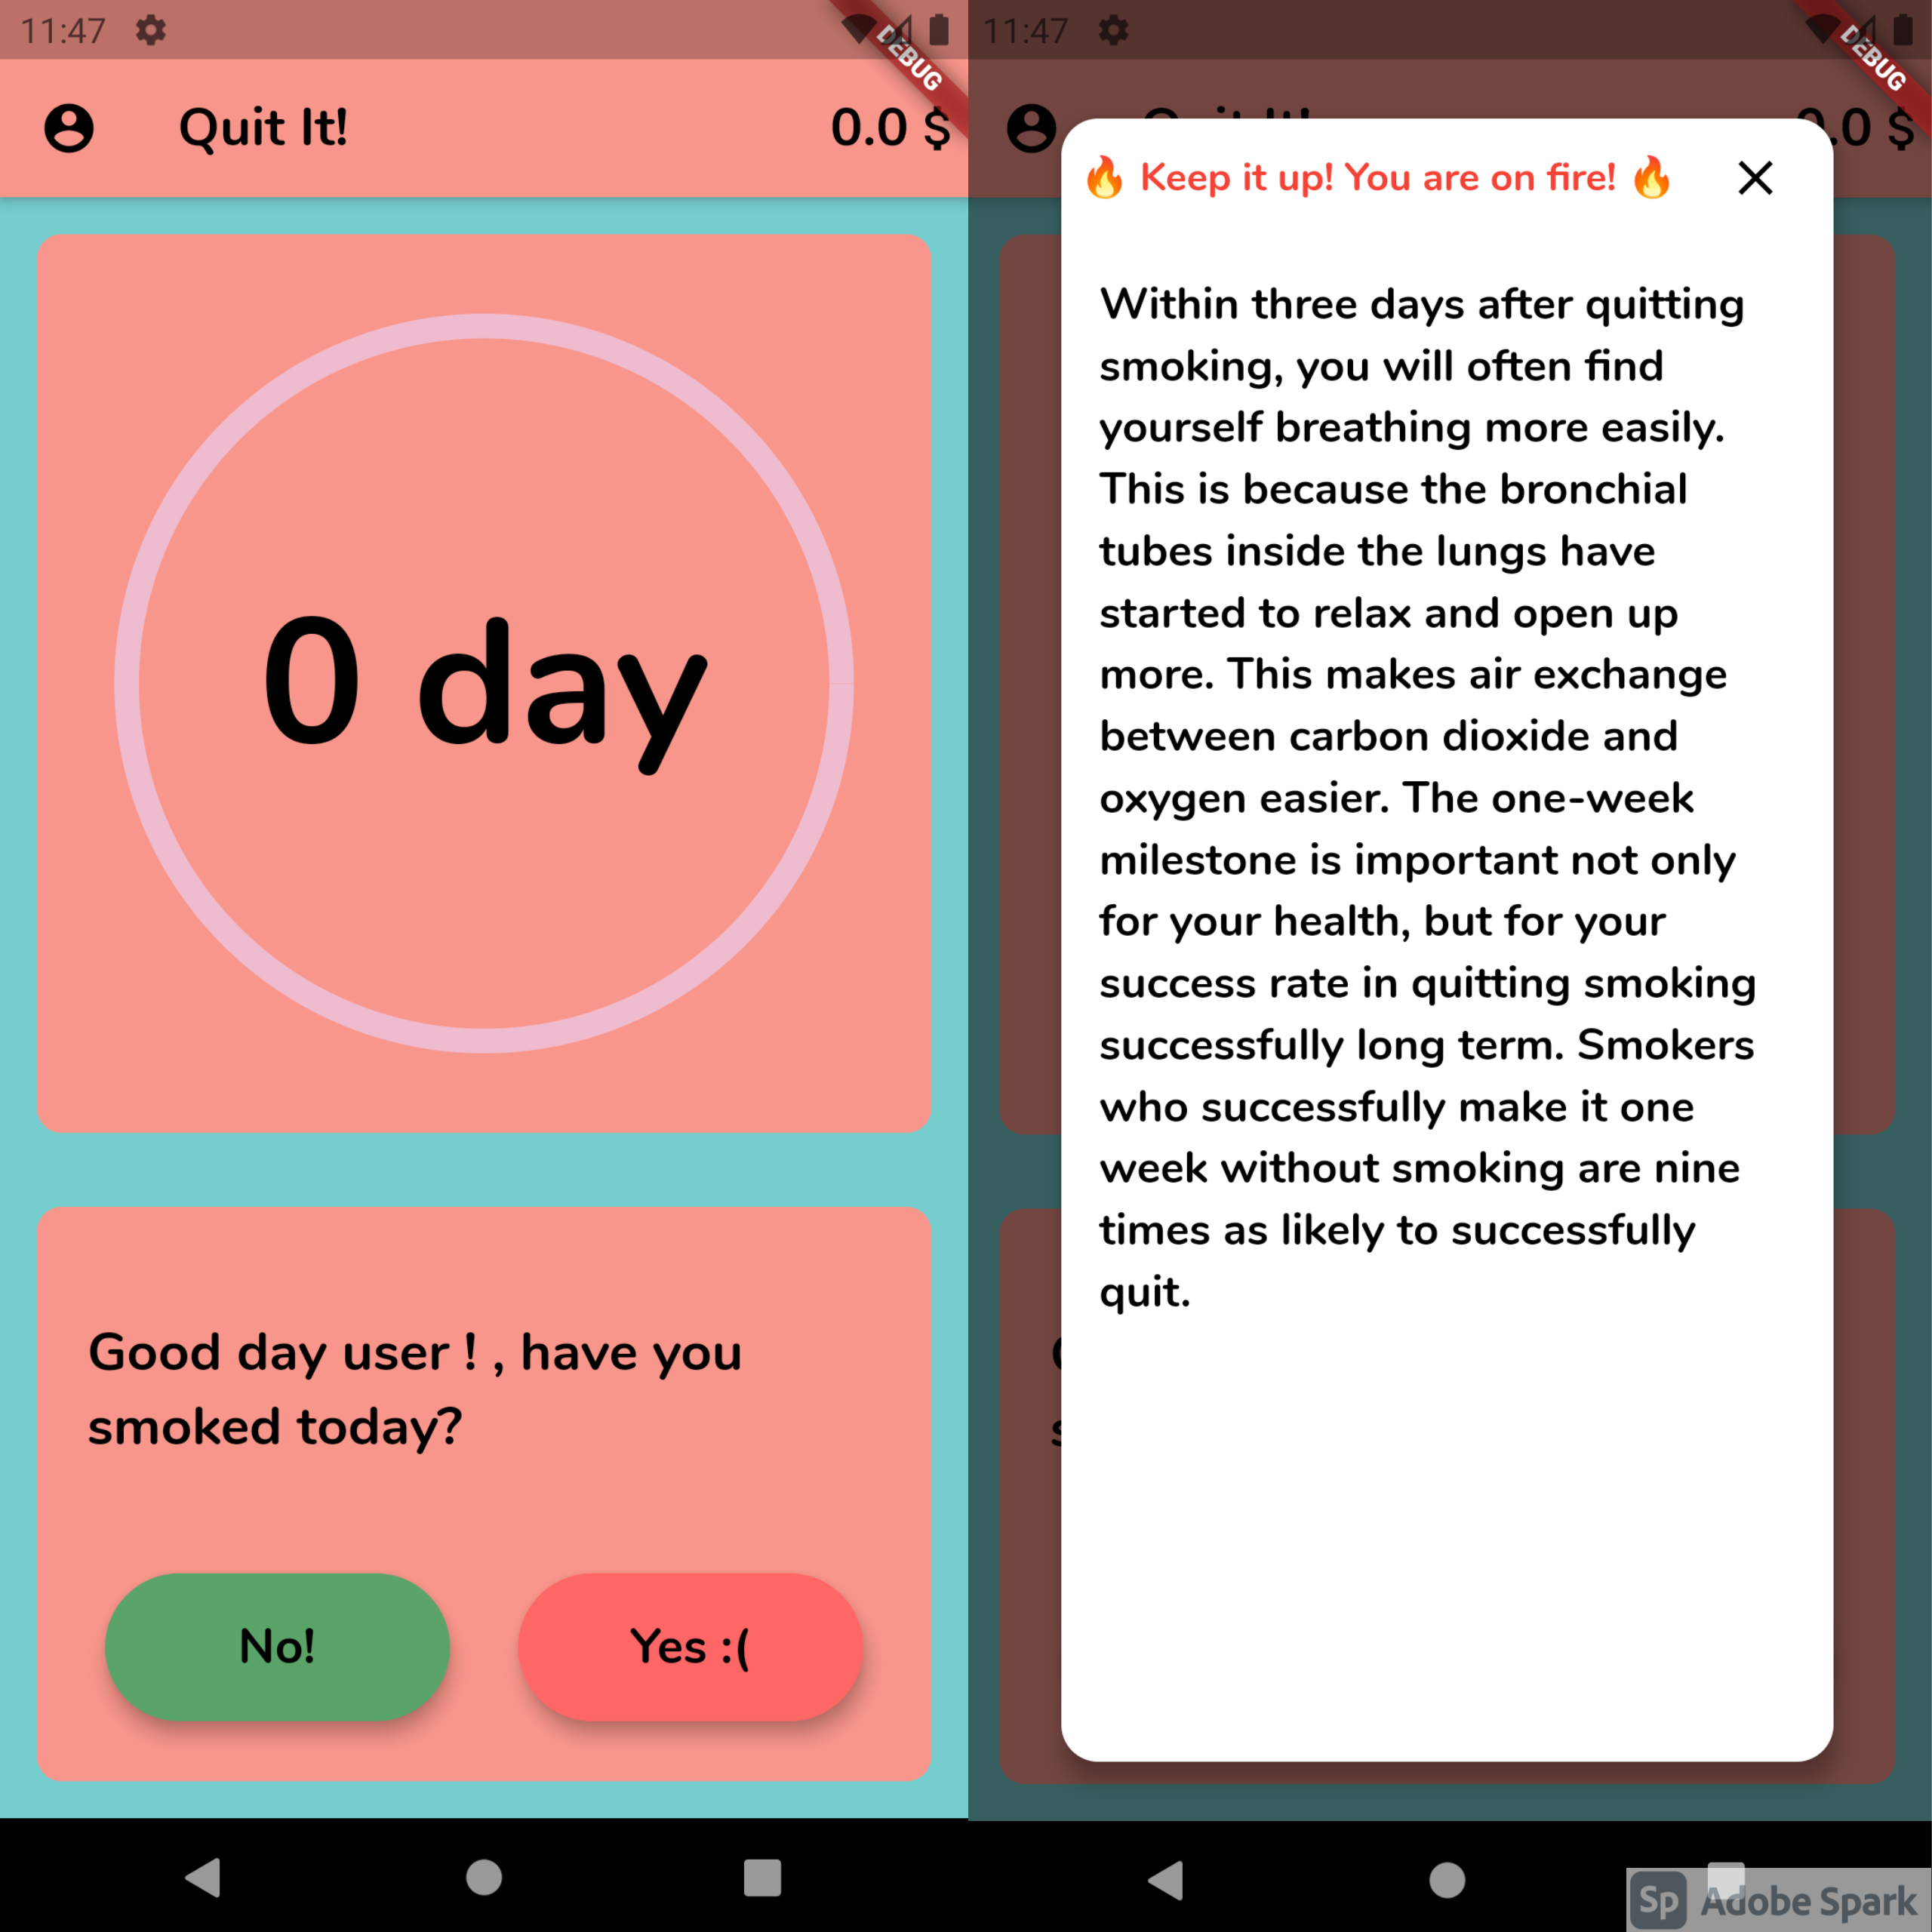 11:47
DEBUG
Quit It!
0.0 $
0 day
Good day user ! , have you
smoked today?
No!
Yes :(
11:47
DEBUG
.0 $
🔥 Keep it up! You are on fire! 🔥
Within three days after quitting
smoking, you will often find
yourself breathing more easily.
This is because the bronchial
tubes inside the lungs have
started to relax and open up
more. This makes air exchange
between carbon dioxide and
oxygen easier. The one-week
milestone is important not only
for your health, but for your
success rate in quitting smoking
successfully long term. Smokers
who successfully make it one
week without smoking are nine
times as likely to successfully
quit.
Sp Adobe Spark